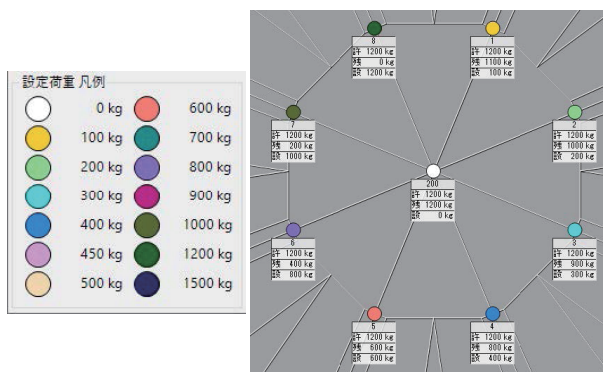 設定荷重 凡例
0 kg
600 kg
100 kg
700 kg
200 kg
800 kg
300 kg
900 kg
400 kg
1000 kg
450 kg
1200 kg
500 kg
1500 kg
8
許 1200 kg
残 0 kg
設 1200 kg
1
許 1200 kg
残 1100 kg
設 100 kg
7
許 1200 kg
残 200 kg
設 1000 kg
2
許 1200 kg
残 1000 kg
設 200 kg
200
許 1200 kg
残 1200 kg
設 0 kg
6
許 1200 kg
残 400 kg
設 800 kg
3
許 1200 kg
残 900 kg
設 300 kg
5
許 1200 kg
残 600 kg
設 600 kg
4
許 1200 kg
残 800 kg
設 400 kg